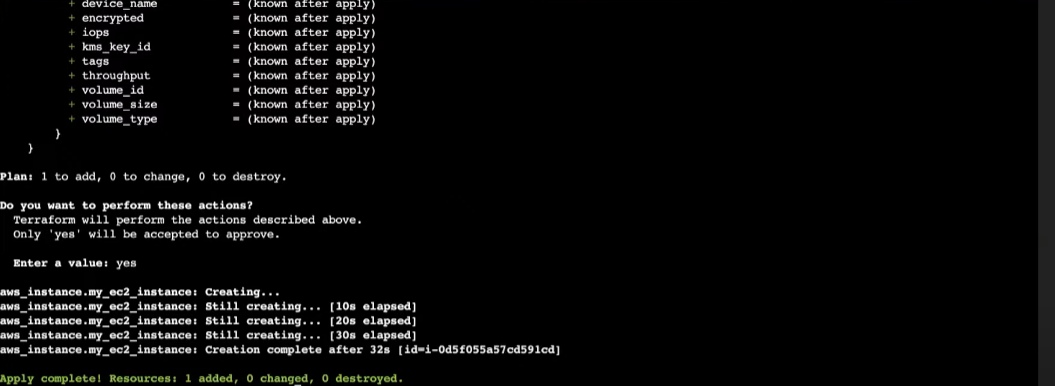 + device_name = (known after apply)
+ encrypted = (known after apply)
+ iops = (known after apply)
+ kms_key_id = (known after apply)
+ tags = (known after apply)
+ throughput = (known after apply)
+ volume_id = (known after apply)
+ volume_size = (known after apply)
+ volume_type = (known after apply)
}
}
Plan: 1 to add, 0 to change, 0 to destroy.
Do you want to perform these actions?
Terraform will perform the actions described above.
Only 'yes' will be accepted to approve.
Enter a value: yes
aws_instance.my_ec2_instance: Creating...
aws_instance.my_ec2_instance: Still creating... [10s elapsed]
aws_instance.my_ec2_instance: Still creating... [20s elapsed]
aws_instance.my_ec2_instance: Still creating... [30s elapsed]
aws_instance.my_ec2_instance: Creation complete after 32s [id=i-0d5f055a57cd591cd]
Apply complete! Resources: 1 added, 0 changed, 0 destroyed.